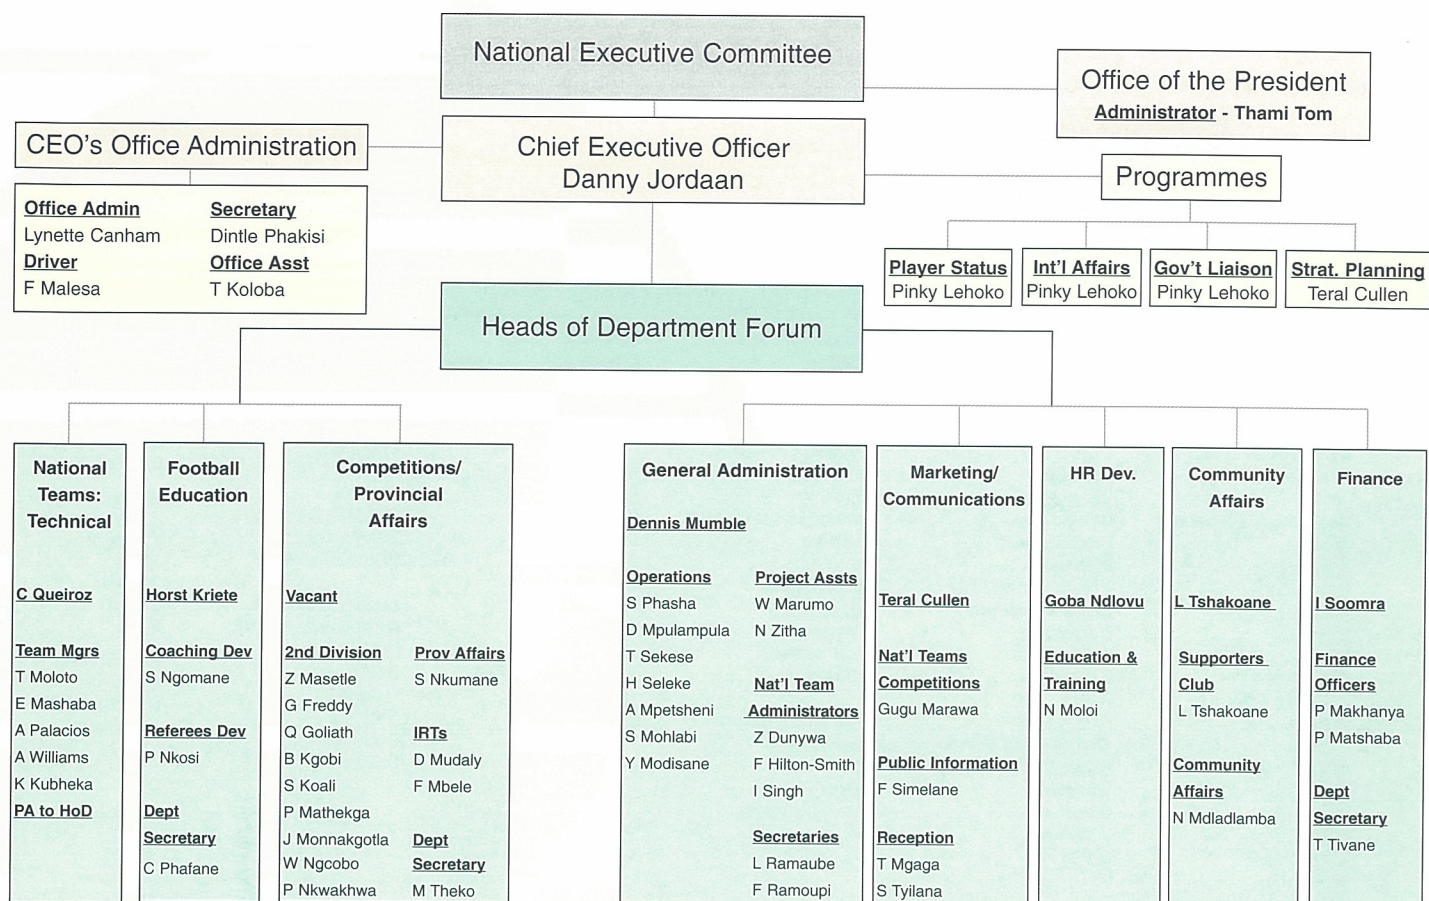 National Executive Committee
Office of the President
Administrator - Thami Tom
CEO's Office Administration
Chief Executive Officer
Danny Jordaan
Programmes
Office Admin
Lynette Canham
Driver
F Malesa
Secretary
Dintle Phakisi
Office Asst
T Koloba
Player Status
Pinky Lehoko
Int'l Affairs
Pinky Lehoko
Gov't Liaison
Pinky Lehoko
Strat. Planning
Teral Cullen
Heads of Department Forum
National
Teams:
Technical
C Queiroz
Team Mgrs
T Moloto
E Mashaba
A Palacios
A Williams
K Kubheka
PA to HoD
Football
Education
Horst Kriete
Coaching Dev
S Ngomane
Referees Dev
P Nkosi
Dept
Secretary
C Phafane
Competitions/
Provincial
Affairs
Vacant
2nd Division
Z Masetle
G Freddy
Q Goliath
B Kgobi
S Koali
P Mathekga
J Monnakgotla
W Ngcobo
P Nkwakhwa
Prov Affairs
S Nkumane
IRTs
D Mudaly
F Mbele
Dept
Secretary
M Theko
General Administration
Dennis Mumble
Operations
S Phasha
D Mpulampula
T Sekese
H Seleke
A Mpetsheni
S Mohlabi
Y Modisane
Project Assts
W Marumo
N Zitha
Nat'l Team
Administrators
Z Dunywa
F Hilton-Smith
I Singh
Secretaries
L Ramaube
F Ramoupi
Marketing/
Communications
Teral Cullen
Nat'l Teams
Competitions
Gugu Marawa
Public Information
F Simelane
Reception
T Mgaga
S Tyilana
HR Dev.
Goba Ndlovu
Education &
Training
N Moloi
Community
Affairs
L Tshakoane
Supporters
Club
L Tshakoane
Community
Affairs
N Mdladlamba
Finance
I Soomra
Finance
Officers
P Makhanya
P Matshaba
Dept
Secretary
T Tivane